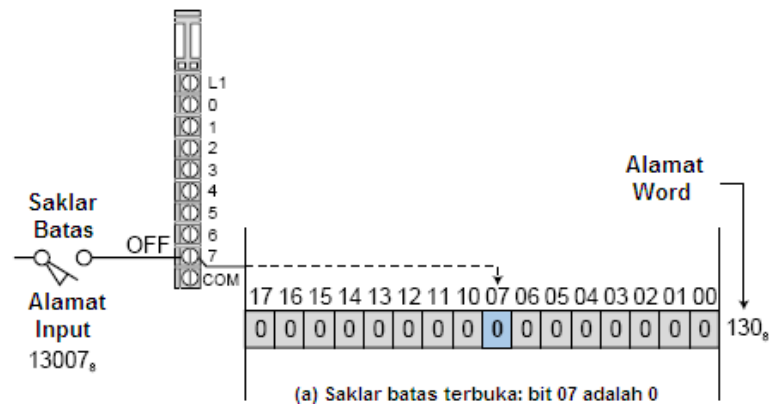 L1
0
1
2
3
4
5
6
7
COM
Saklar
Batas
OFF
Alamat
Input
13007₈
Alamat
Word
17 16 15 14 13 12 11 10 07 06 05 04 03 02 01 00
0 0 0 0 0 0 0 0 0 0 0 0 0 0 0 0 130₈
(a) Saklar batas terbuka: bit 07 adalah 0